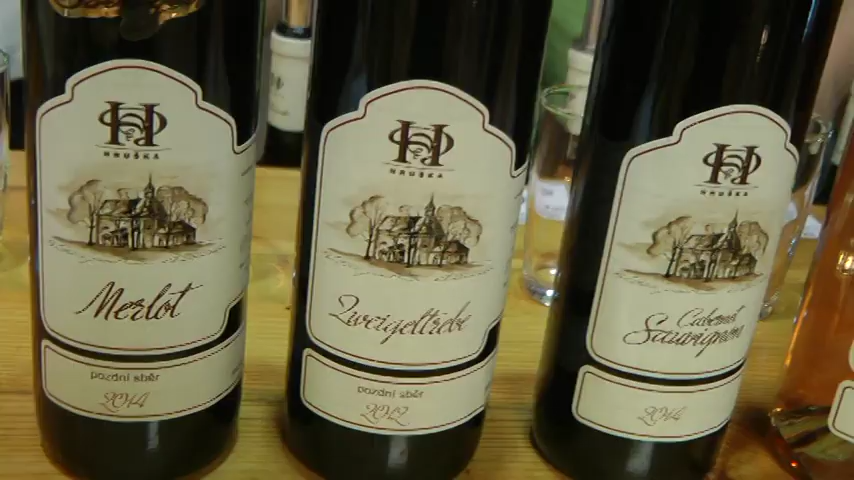 HRUŠKA
Merlot
pozdní sběr
2014
HRUŠKA
Zweigeltrebe
pozdní sběr
2012
HRUŠKA
Cabernet
Sauvignon
2014